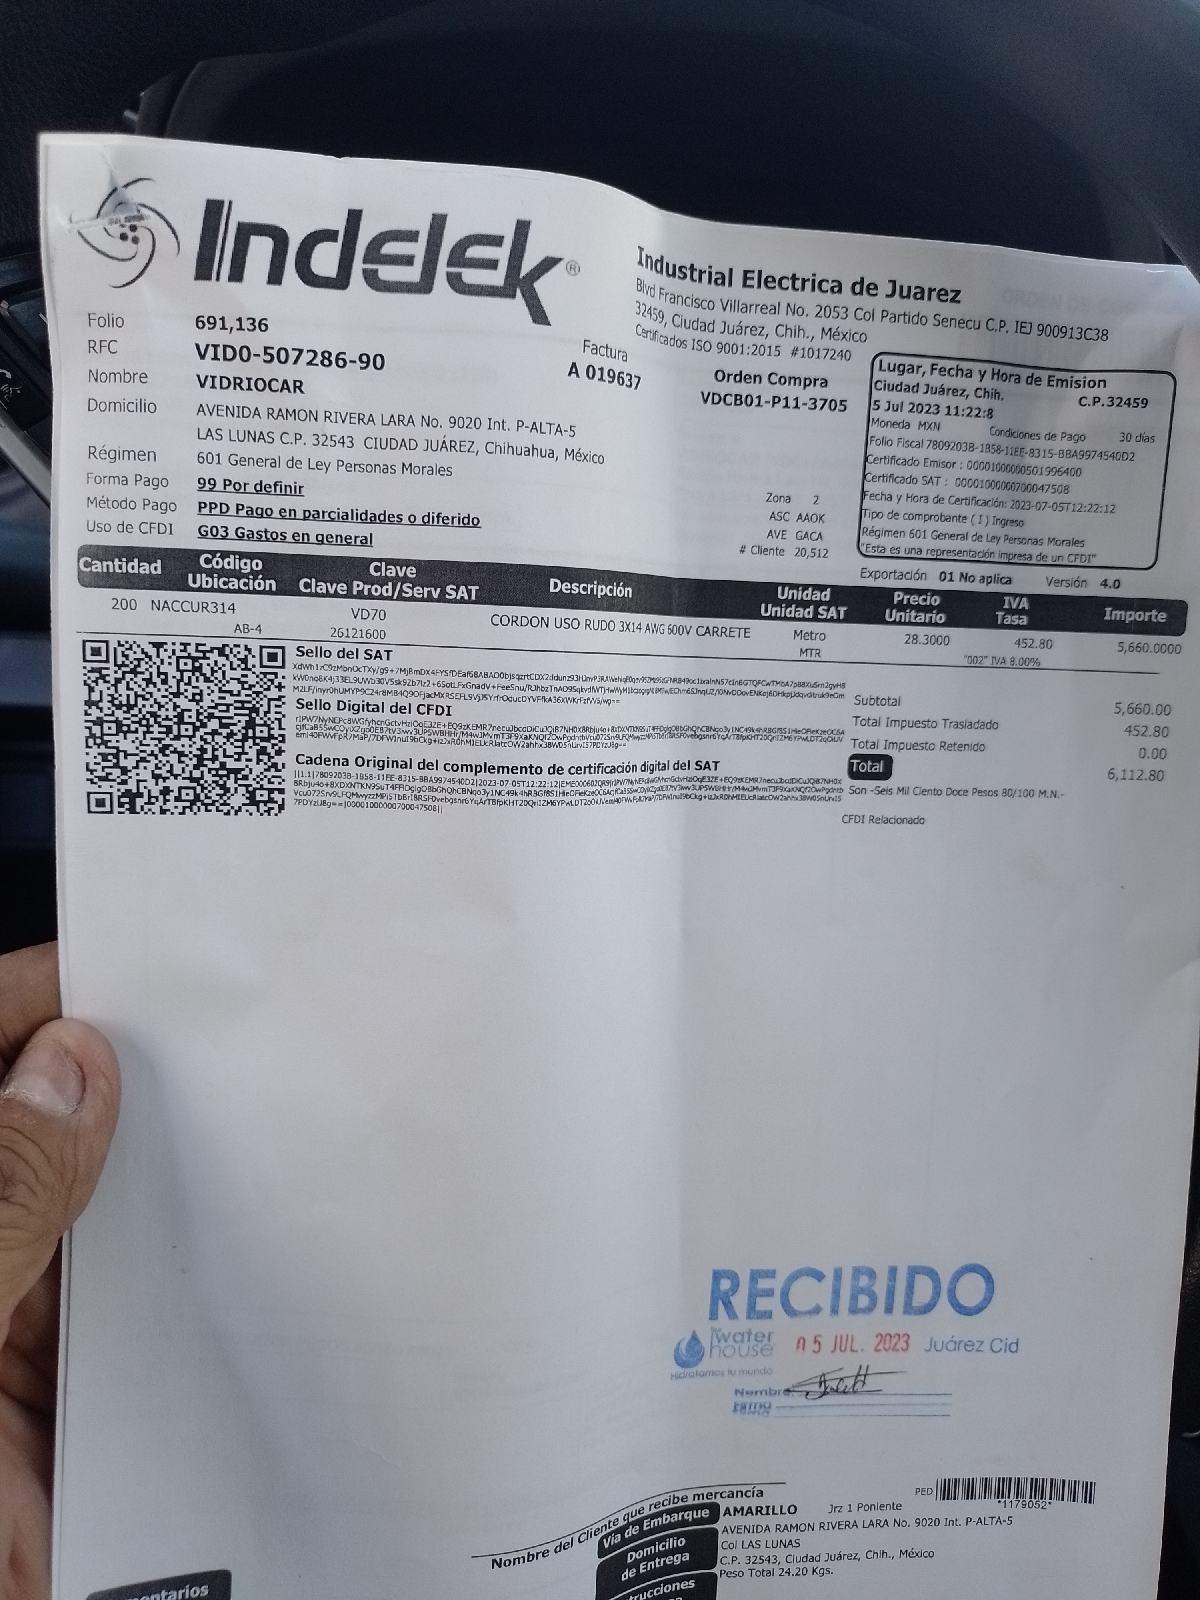 Indelek®
Industrial Electrica de Juarez
Blvd Francisco Villarreal No. 2053 Col Partido Senecu C.P. IEJ 900913C38
32459, Ciudad Juárez, Chih., México
Certificados ISO 9001:2015 #1017240
Folio 691,136
RFC VID0-507286-90
Nombre VIDRIOCAR
Domicilio AVENIDA RAMON RIVERA LARA No. 9020 Int. P-ALTA-5
LAS LUNAS C.P. 32543 CIUDAD JUÁREZ, Chihuahua, México
Régimen 601 General de Ley Personas Morales
Forma Pago 99 Por definir
Método Pago PPD Pago en parcialidades o diferido
Uso de CFDI G03 Gastos en general
Factura
A 019637
Orden Compra
VDCB01-P11-3705
Zona 2
ASC AAOK
AVE GACA
# Cliente 20,512
Lugar, Fecha y Hora de Emision
Ciudad Juárez, Chih. C.P.32459
5 Jul 2023 11:22:8
Moneda MXN Condiciones de Pago 30 días
Folio Fiscal 7809203B-1B58-11EE-8315-BBA9974540D2
Certificado Emisor : 00001000000501996400
Certificado SAT : 00001000000700047508
Fecha y Hora de Certificación: 2023-07-05T12:22:12
Tipo de comprobante ( I ) Ingreso
Régimen 601 General de Ley Personas Morales
"Esta es una representación impresa de un CFDI"
Exportación 01 No aplica Versión 4.0
Cantidad Código Clave Descripción Unidad Precio IVA Importe
Ubicación Clave Prod/Serv SAT Unidad SAT Unitario Tasa
200 NACCUR314 VD70 CORDON USO RUDO 3X14 AWG 600V CARRETE Metro 28.3000 452.80 5,660.0000
AB-4 26121600 MTR "002" IVA 8.00%
Sello del SAT
Sello Digital del CFDI
Cadena Original del complemento de certificación digital del SAT
Subtotal 5,660.00
Total Impuesto Trasladado 452.80
Total Impuesto Retenido 0.00
Total 6,112.80
Son -Seis Mil Ciento Doce Pesos 80/100 M.N.-
CFDI Relacionado
RECIBIDO
water house 05 JUL. 2023 Juárez Cid
Hidratamos tu mundo
Nombre:
Firma
Nombre del Cliente que recibe mercancía
PED
*1179052*
Vía de Embarque AMARILLO Jrz 1 Poniente
Domicilio de Entrega AVENIDA RAMON RIVERA LARA No. 9020 Int. P-ALTA-5
Col LAS LUNAS
C.P. 32543, Ciudad Juárez, Chih., México
Peso Total 24.20 Kgs.